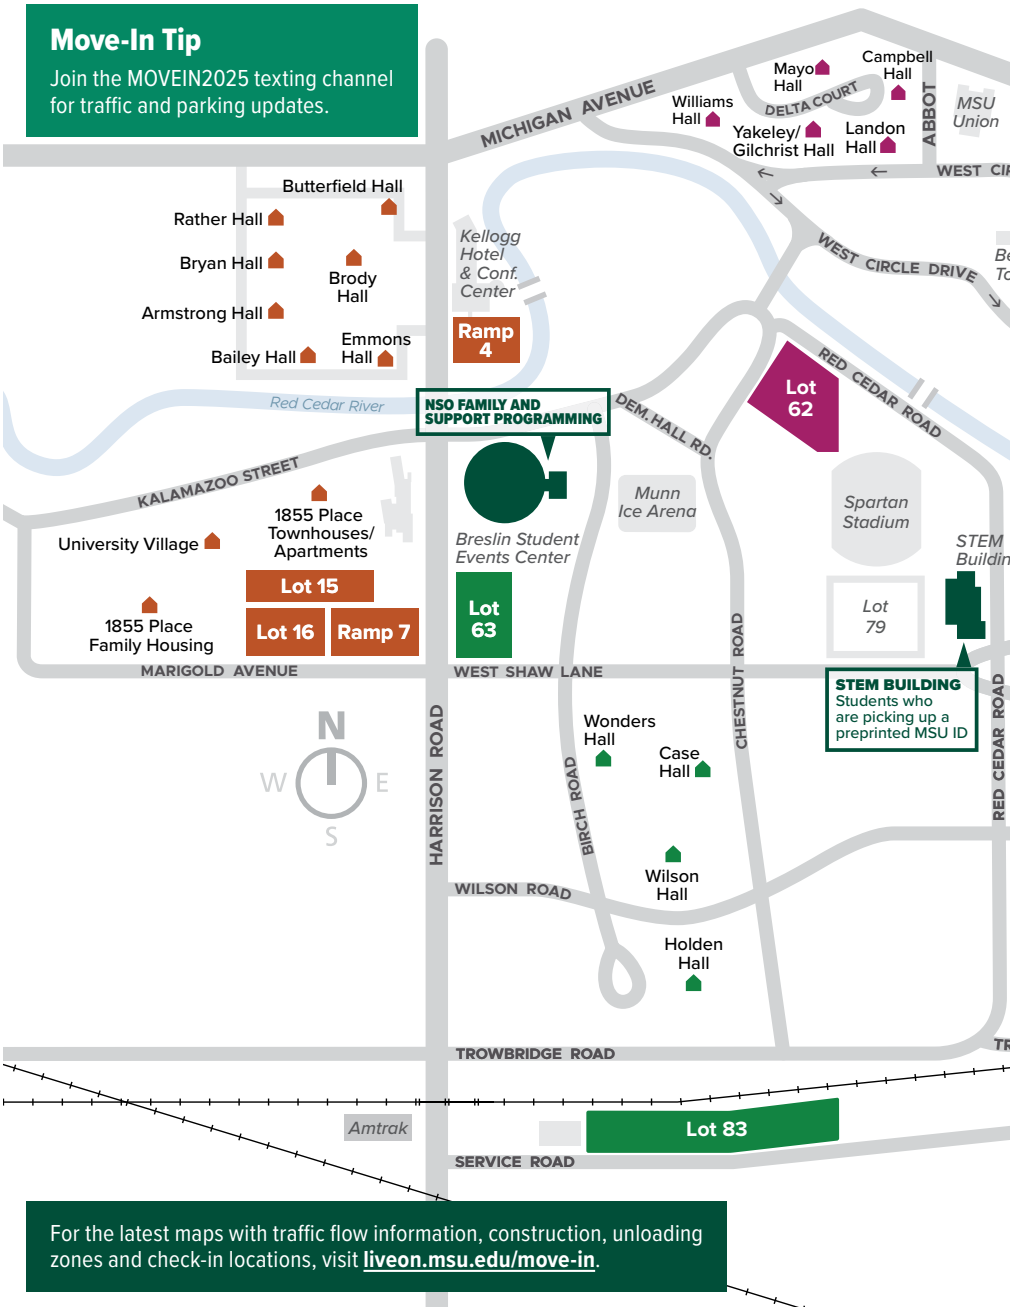 Move-In Tip
Join the MOVEIN2025 texting channel
for traffic and parking updates.
MICHIGAN AVENUE
Mayo
Hall
Campbell
Hall
DELTA COURT
Williams
Hall
Yakeley/
Gilchrist Hall
Landon
Hall
ABBOT
MSU
Union
WEST CIR
WEST CIRCLE DRIVE
Be
To
Butterfield Hall
Rather Hall
Bryan Hall
Brody
Hall
Armstrong Hall
Bailey Hall
Emmons
Hall
Kellogg
Hotel
& Conf.
Center
Ramp
4
Red Cedar River
NSO FAMILY AND
SUPPORT PROGRAMMING
DEM. HALL RD.
Lot
62
RED CEDAR ROAD
KALAMAZOO STREET
1855 Place
Townhouses/
Apartments
University Village
1855 Place
Family Housing
Lot 15
Lot 16
Ramp 7
Breslin Student
Events Center
Lot
63
Munn
Ice Arena
Spartan
Stadium
Lot
79
STEM
Buildin
STEM BUILDING
Students who
are picking up a
preprinted MSU ID
MARIGOLD AVENUE
WEST SHAW LANE
CHESTNUT ROAD
RED CEDAR ROAD
HARRISON ROAD
BIRCH ROAD
N
W
E
S
Wonders
Hall
Case
Hall
Wilson
Hall
WILSON ROAD
Holden
Hall
TROWBRIDGE ROAD
TR
Amtrak
Lot 83
SERVICE ROAD
For the latest maps with traffic flow information, construction, unloading
zones and check-in locations, visit liveon.msu.edu/move-in.